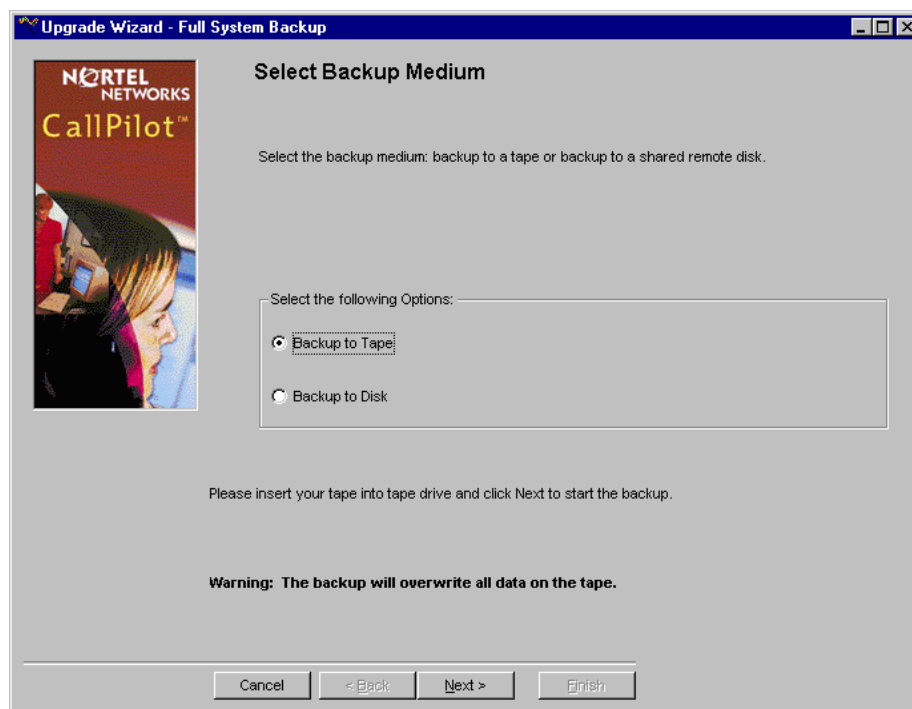 Upgrade Wizard - Full System Backup
NORTEL
NETWORKS
CallPilot™
Select Backup Medium
Select the backup medium: backup to a tape or backup to a shared remote disk.
Select the following Options:
Backup to Tape
Backup to Disk
Please insert your tape into tape drive and click Next to start the backup.
Warning: The backup will overwrite all data on the tape.
Cancel
< Back
Next >
Finish